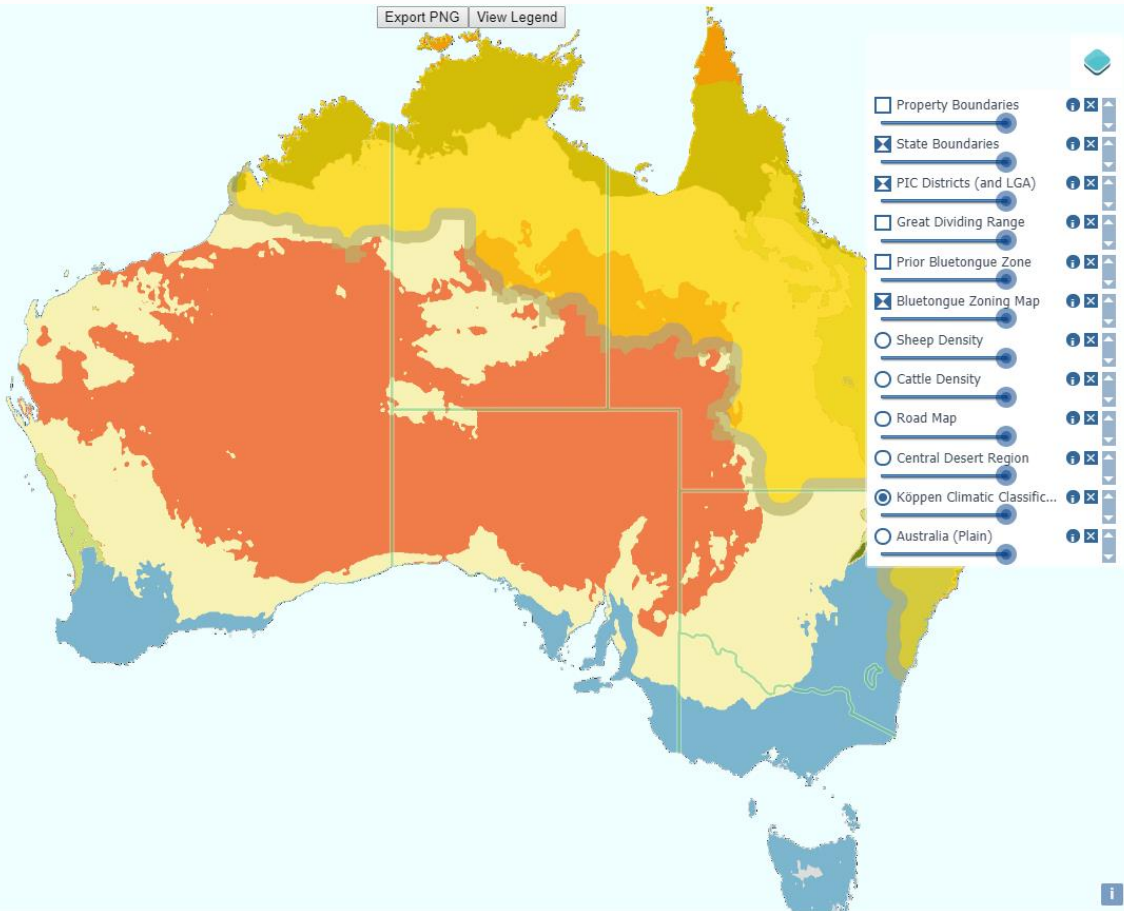 Export PNG View Legend
Property Boundaries
State Boundaries
PIC Districts (and LGA)
Great Dividing Range
Prior Bluetongue Zone
Bluetongue Zoning Map
Sheep Density
Cattle Density
Road Map
Central Desert Region
Köppen Climatic Classific...
Australia (Plain)